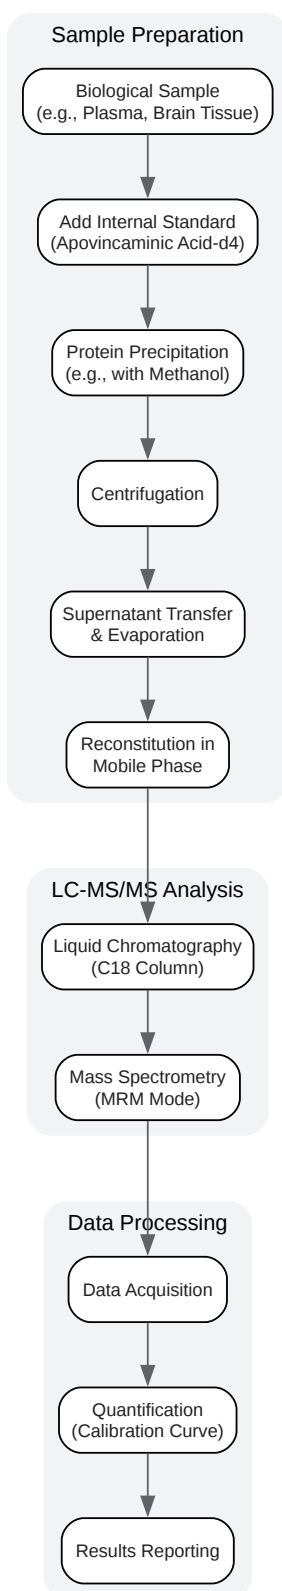 Sample Preparation
Biological Sample
(e.g., Plasma, Brain Tissue)
Add Internal Standard
(Apovincaminic Acid-d4)
Protein Precipitation
(e.g., with Methanol)
Centrifugation
Supernatant Transfer
& Evaporation
Reconstitution in
Mobile Phase
LC-MS/MS Analysis
Liquid Chromatography
(C18 Column)
Mass Spectrometry
(MRM Mode)
Data Processing
Data Acquisition
Quantification
(Calibration Curve)
Results Reporting